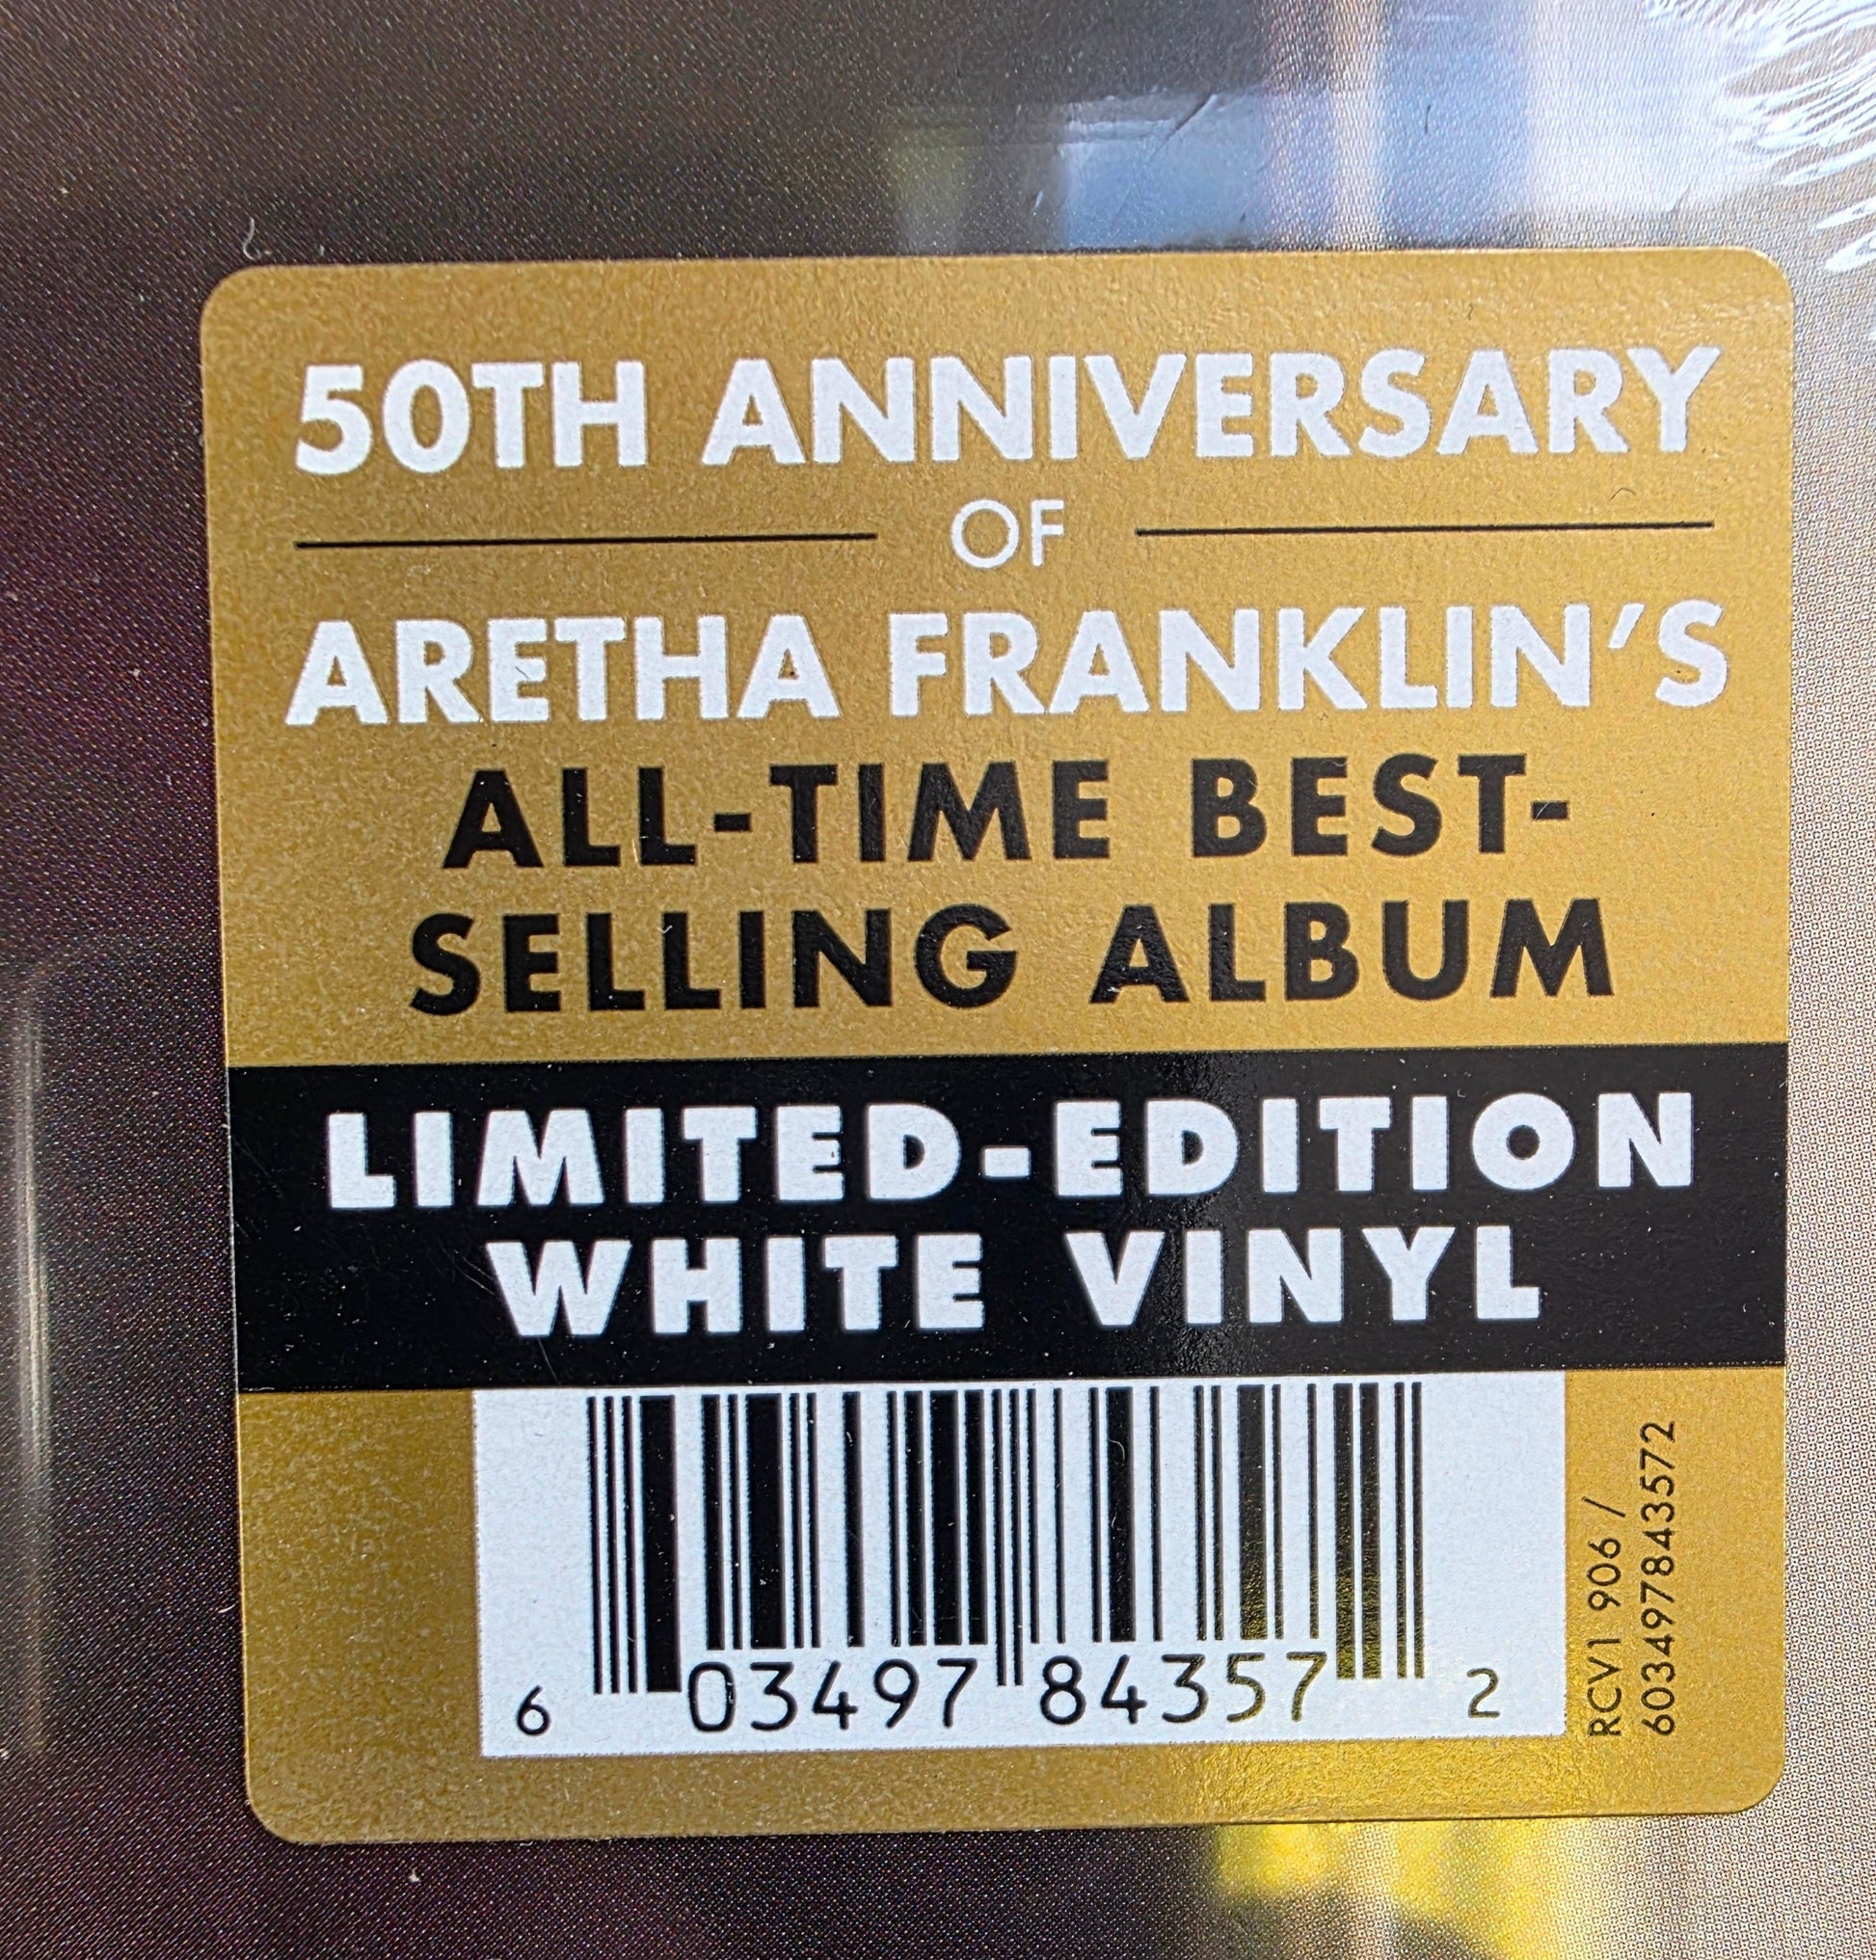 50TH ANNIVERSARY
OF
ARETHA FRANKLIN'S
ALL-TIME BEST-
SELLING ALBUM
LIMITED-EDITION
WHITE VINYL
6 03497 84357 2
RCV1 906 /
603497843572